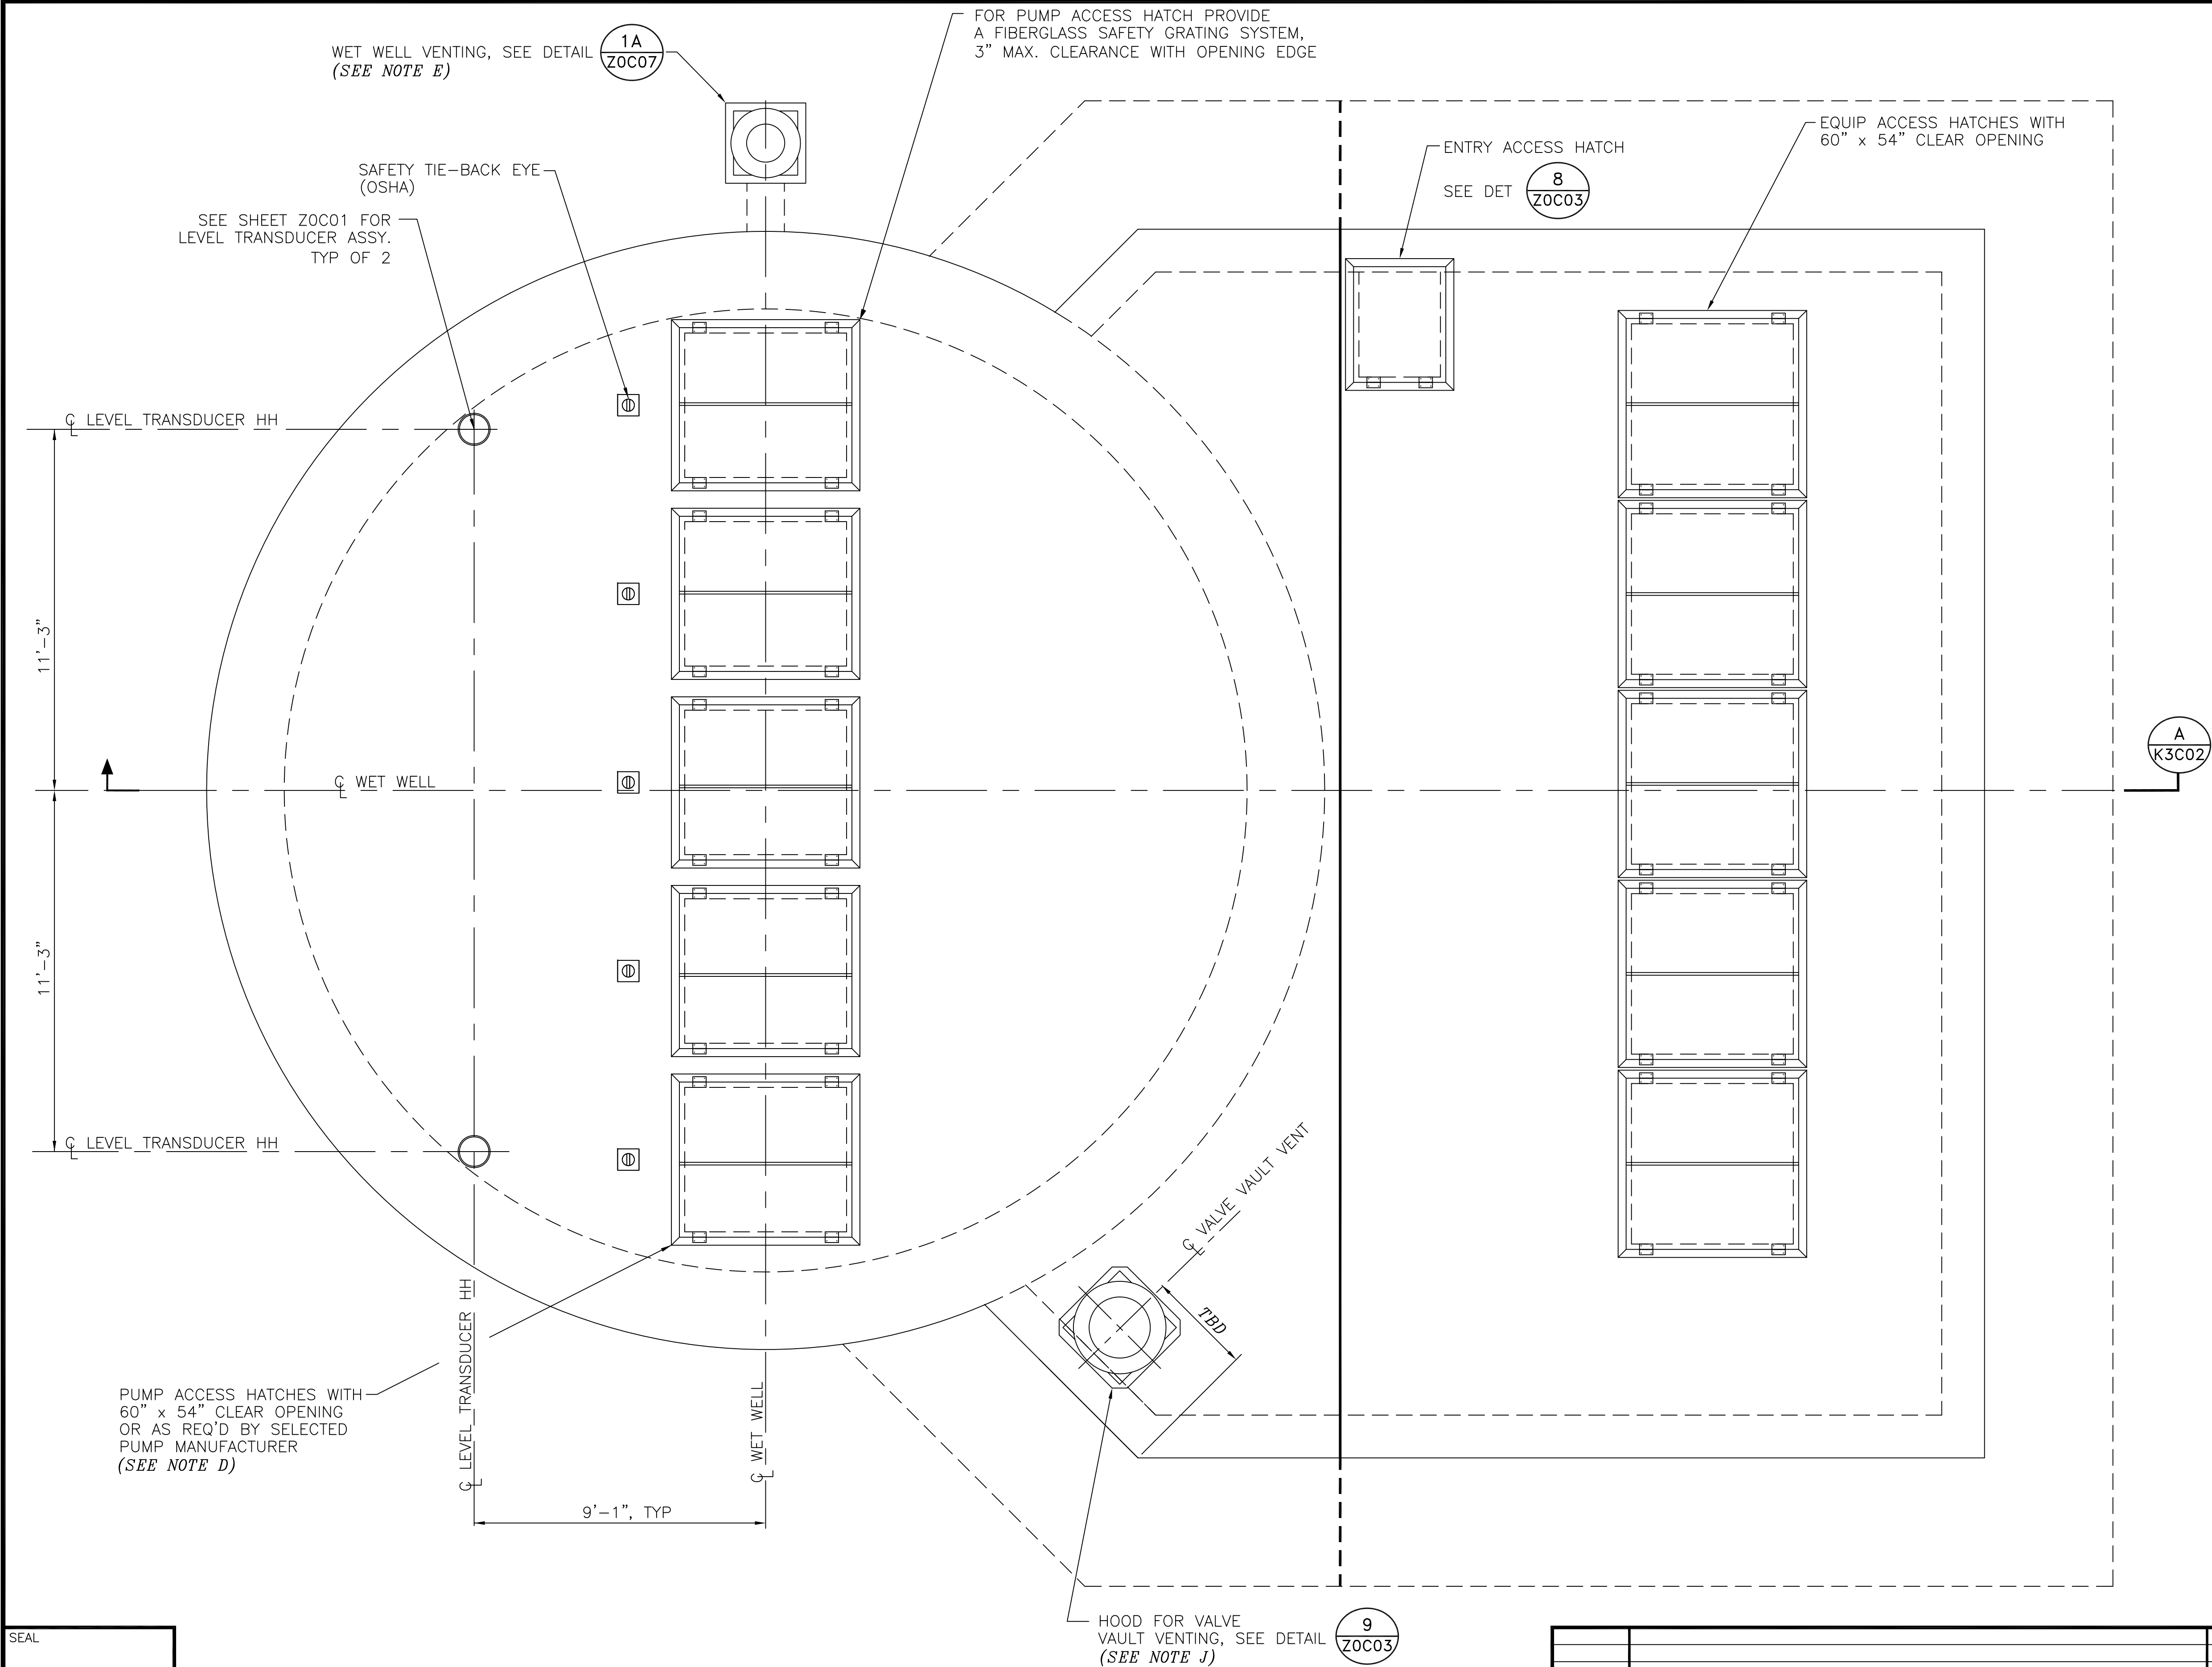 FOR PUMP ACCESS HATCH PROVIDE
A FIBERGLASS SAFETY GRATING SYSTEM,
3" MAX. CLEARANCE WITH OPENING EDGE
WET WELL VENTING, SEE DETAIL
(SEE NOTE E)
1A
Z0C07
SAFETY TIE-BACK EYE
(OSHA)
SEE SHEET Z0C01 FOR
LEVEL TRANSDUCER ASSY.
TYP OF 2
ENTRY ACCESS HATCH
SEE DET
8
Z0C03
EQUIP ACCESS HATCHES WITH
60" x 54" CLEAR OPENING
℄ LEVEL TRANSDUCER HH
11'-3"
℄ WET WELL
A
K3C02
11'-3"
℄ LEVEL TRANSDUCER HH
℄ VALVE VAULT VENT
TBD
PUMP ACCESS HATCHES WITH
60" x 54" CLEAR OPENING
OR AS REQ'D BY SELECTED
PUMP MANUFACTURER
(SEE NOTE D)
℄ LEVEL TRANSDUCER HH
℄ WET WELL
9'-1", TYP
HOOD FOR VALVE
VAULT VENTING, SEE DETAIL
(SEE NOTE J)
9
Z0C03
SEAL